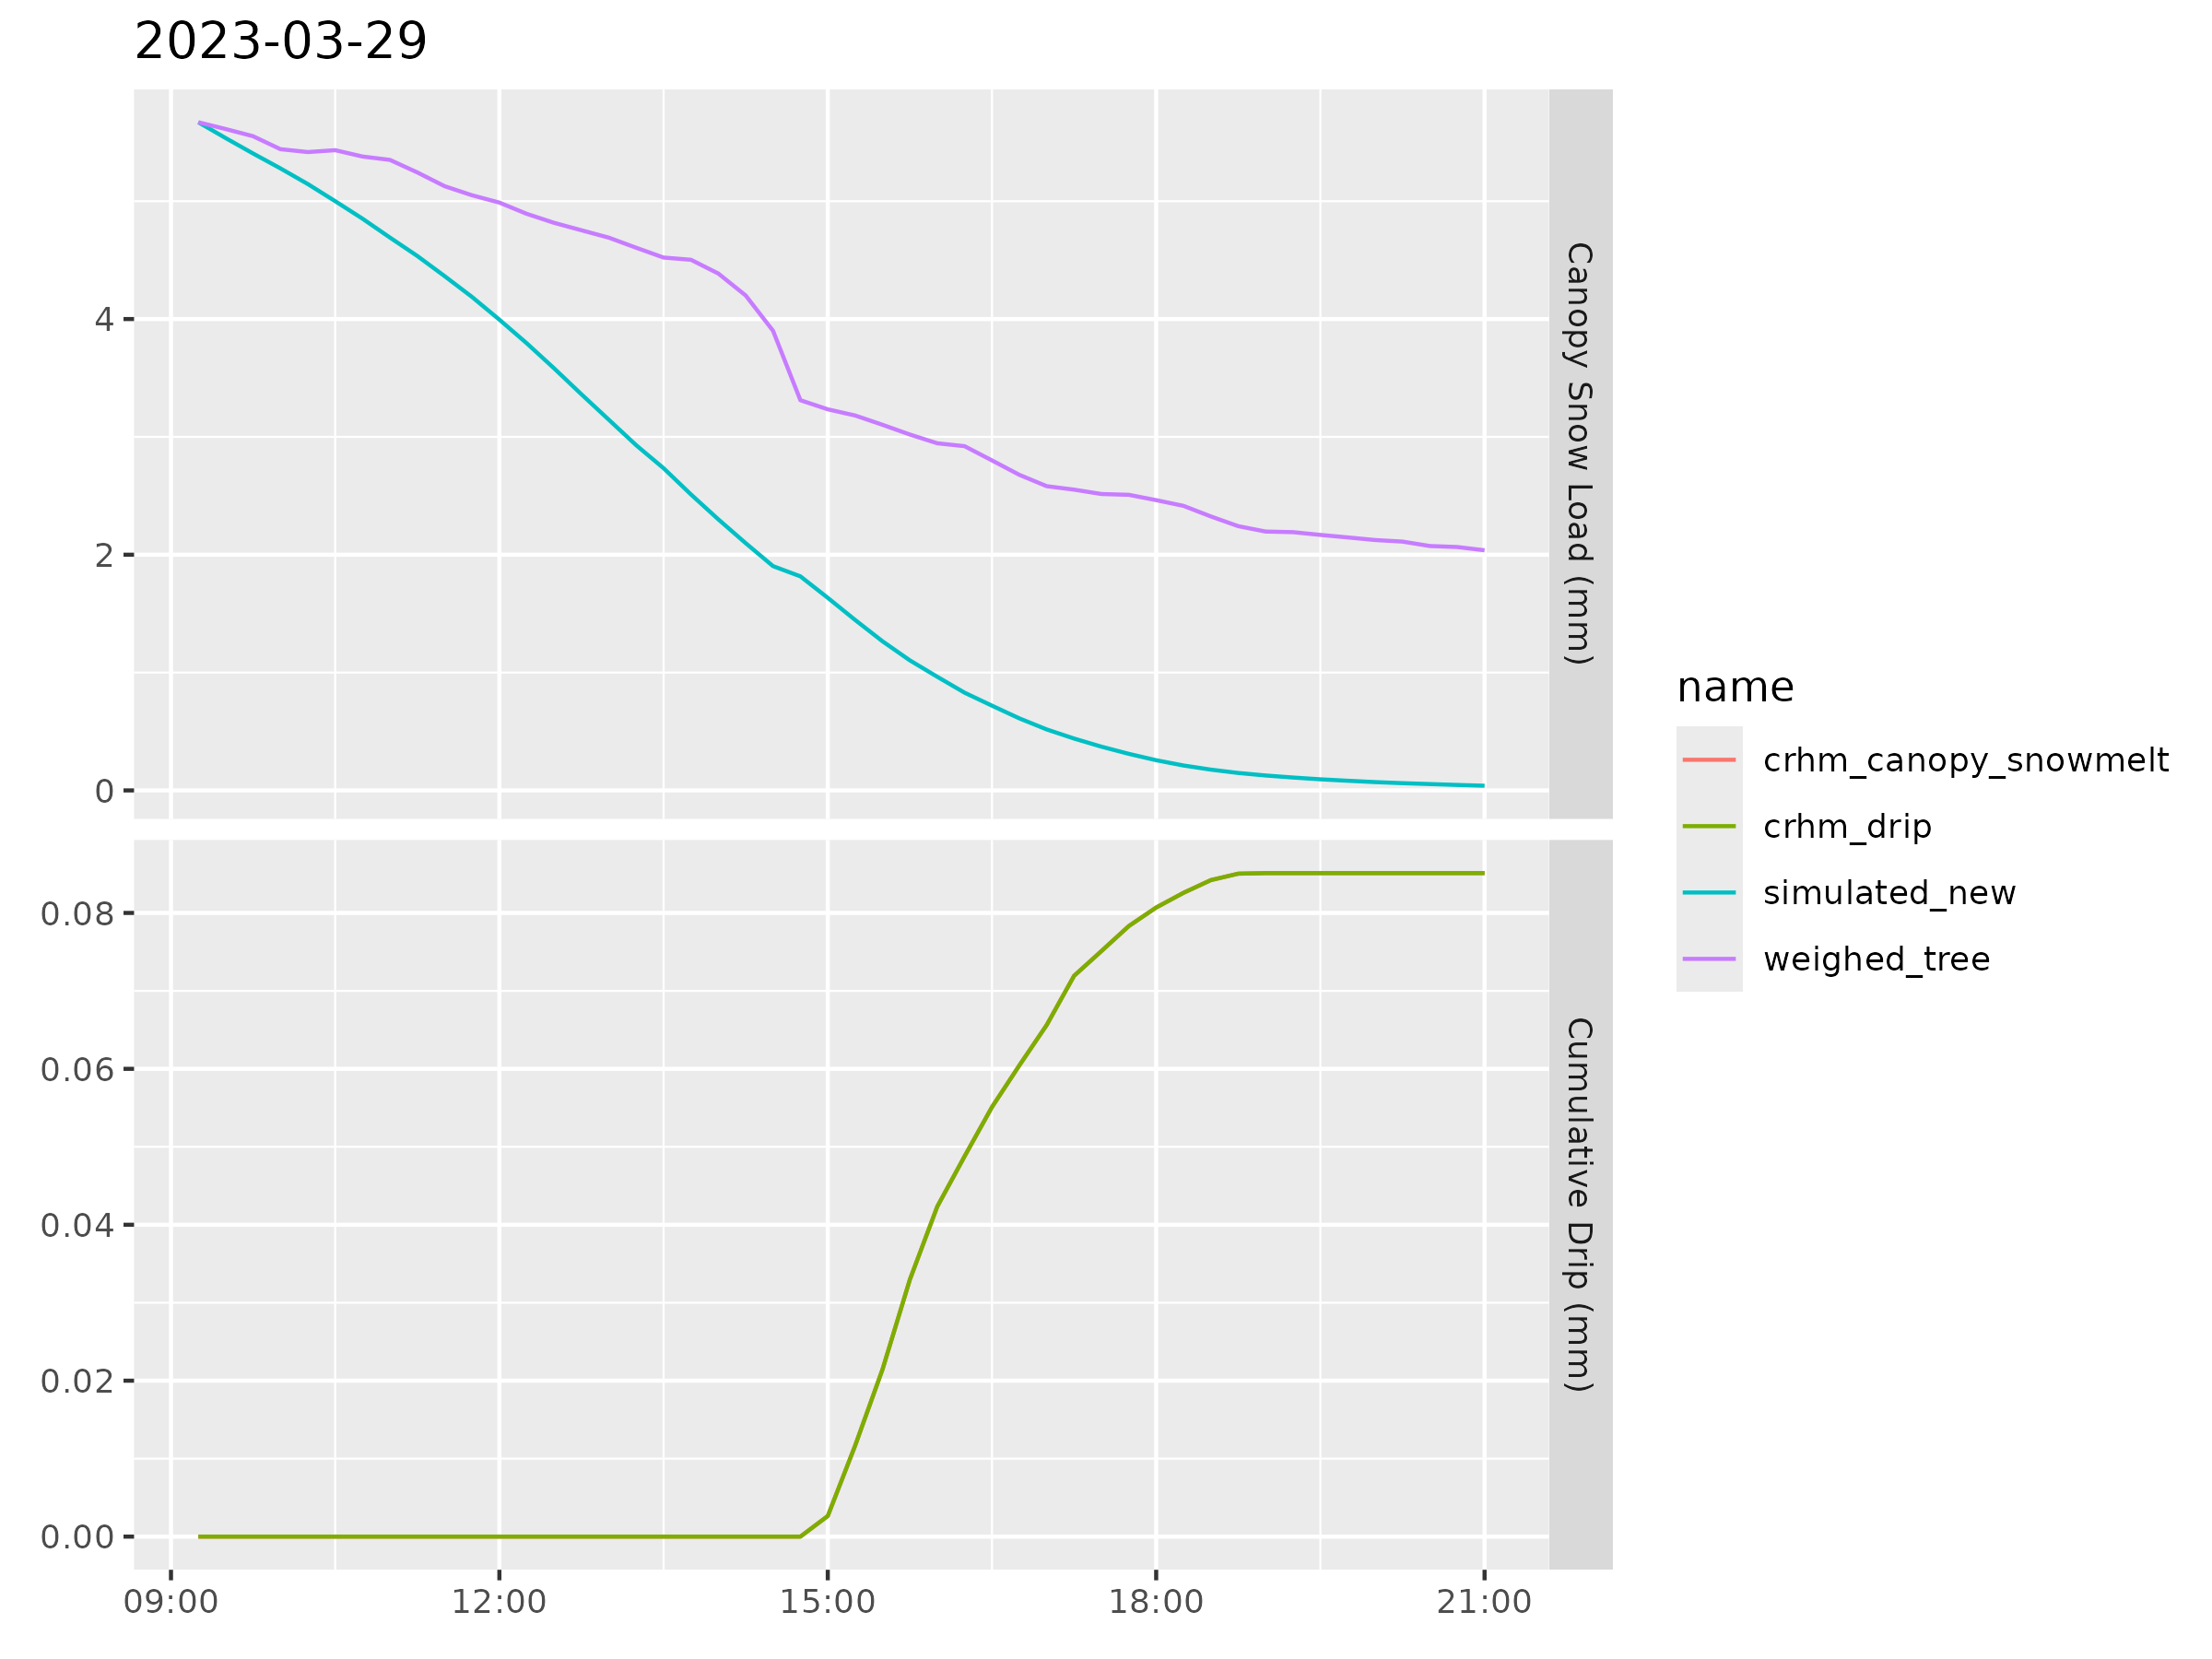 2023-03-29
4
2
0
Canopy Snow Load (mm)
0.08
0.06
0.04
0.02
0.00
Cumulative Drip (mm)
09:00 12:00 15:00 18:00 21:00
name
crhm_canopy_snowmelt
crhm_drip
simulated_new
weighed_tree